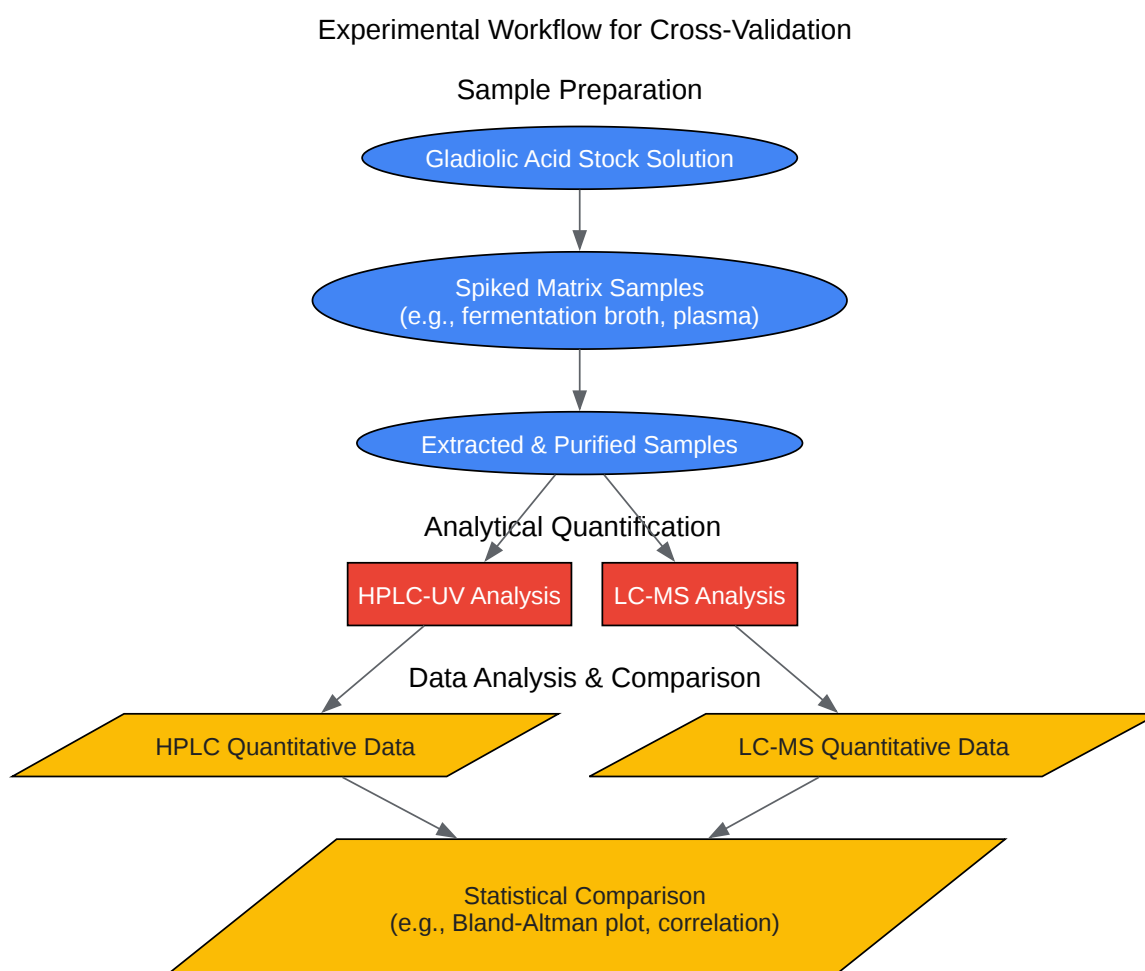 Experimental Workflow for Cross-Validation
Sample Preparation
Gladiolic Acid Stock Solution
Spiked Matrix Samples
(e.g., fermentation broth, plasma)
Extracted & Purified Samples
Analytical Quantification
HPLC-UV Analysis
LC-MS Analysis
Data Analysis & Comparison
HPLC Quantitative Data
LC-MS Quantitative Data
Statistical Comparison
(e.g., Bland-Altman plot, correlation)